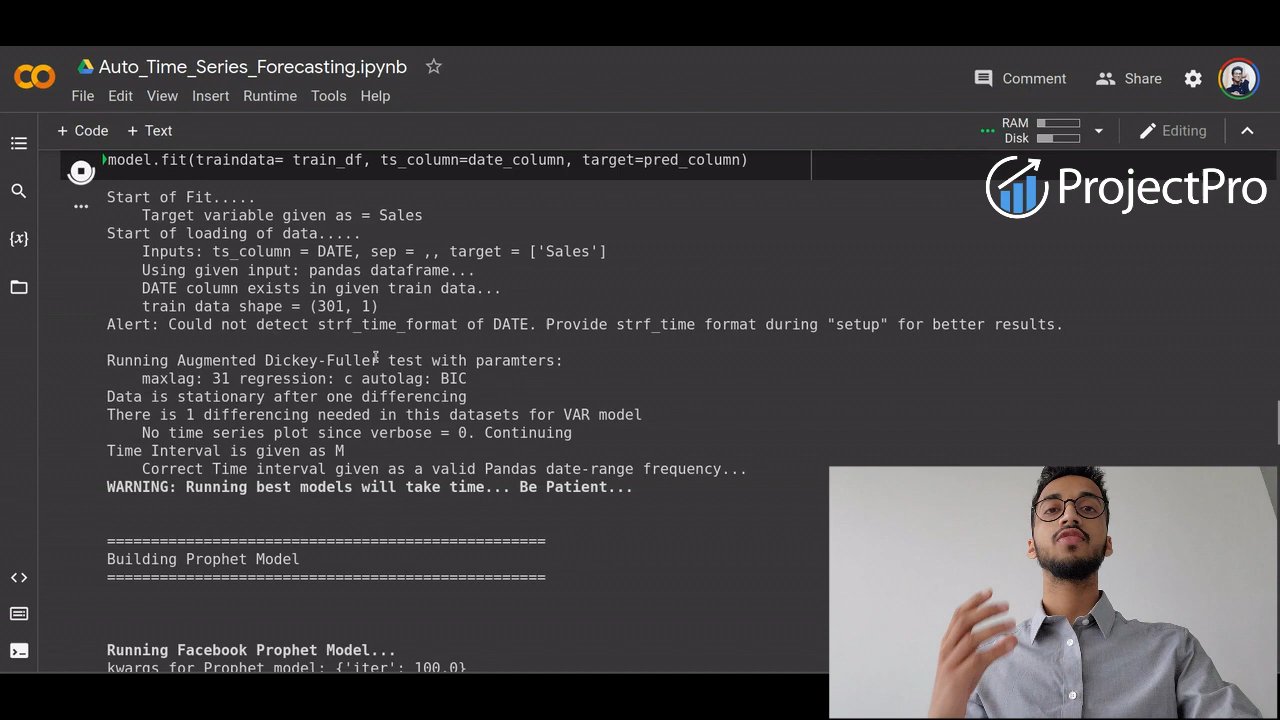 Auto_Time_Series_Forecasting.ipynb
Comment
Share
File Edit View Insert Runtime Tools Help
+ Code + Text
RAM
Disk
Editing
model.fit(traindata= train_df, ts_column=date_column, target=pred_column)
ProjectPro
Start of Fit.....
Target variable given as = Sales
Start of loading of data.....
Inputs: ts_column = DATE, sep = ,, target = ['Sales']
Using given input: pandas dataframe...
DATE column exists in given train data...
train data shape = (301, 1)
Alert: Could not detect strf_time_format of DATE. Provide strf_time format during "setup" for better results.
Running Augmented Dickey-Fuller test with paramters:
maxlag: 31 regression: c autolag: BIC
Data is stationary after one differencing
There is 1 differencing needed in this datasets for VAR model
No time series plot since verbose = 0. Continuing
Time Interval is given as M
Correct Time interval given as a valid Pandas date-range frequency...
WARNING: Running best models will take time... Be Patient...
==================================================
Building Prophet Model
==================================================
Running Facebook Prophet Model...
kwargs for Prophet model: {'iter': 100.0}